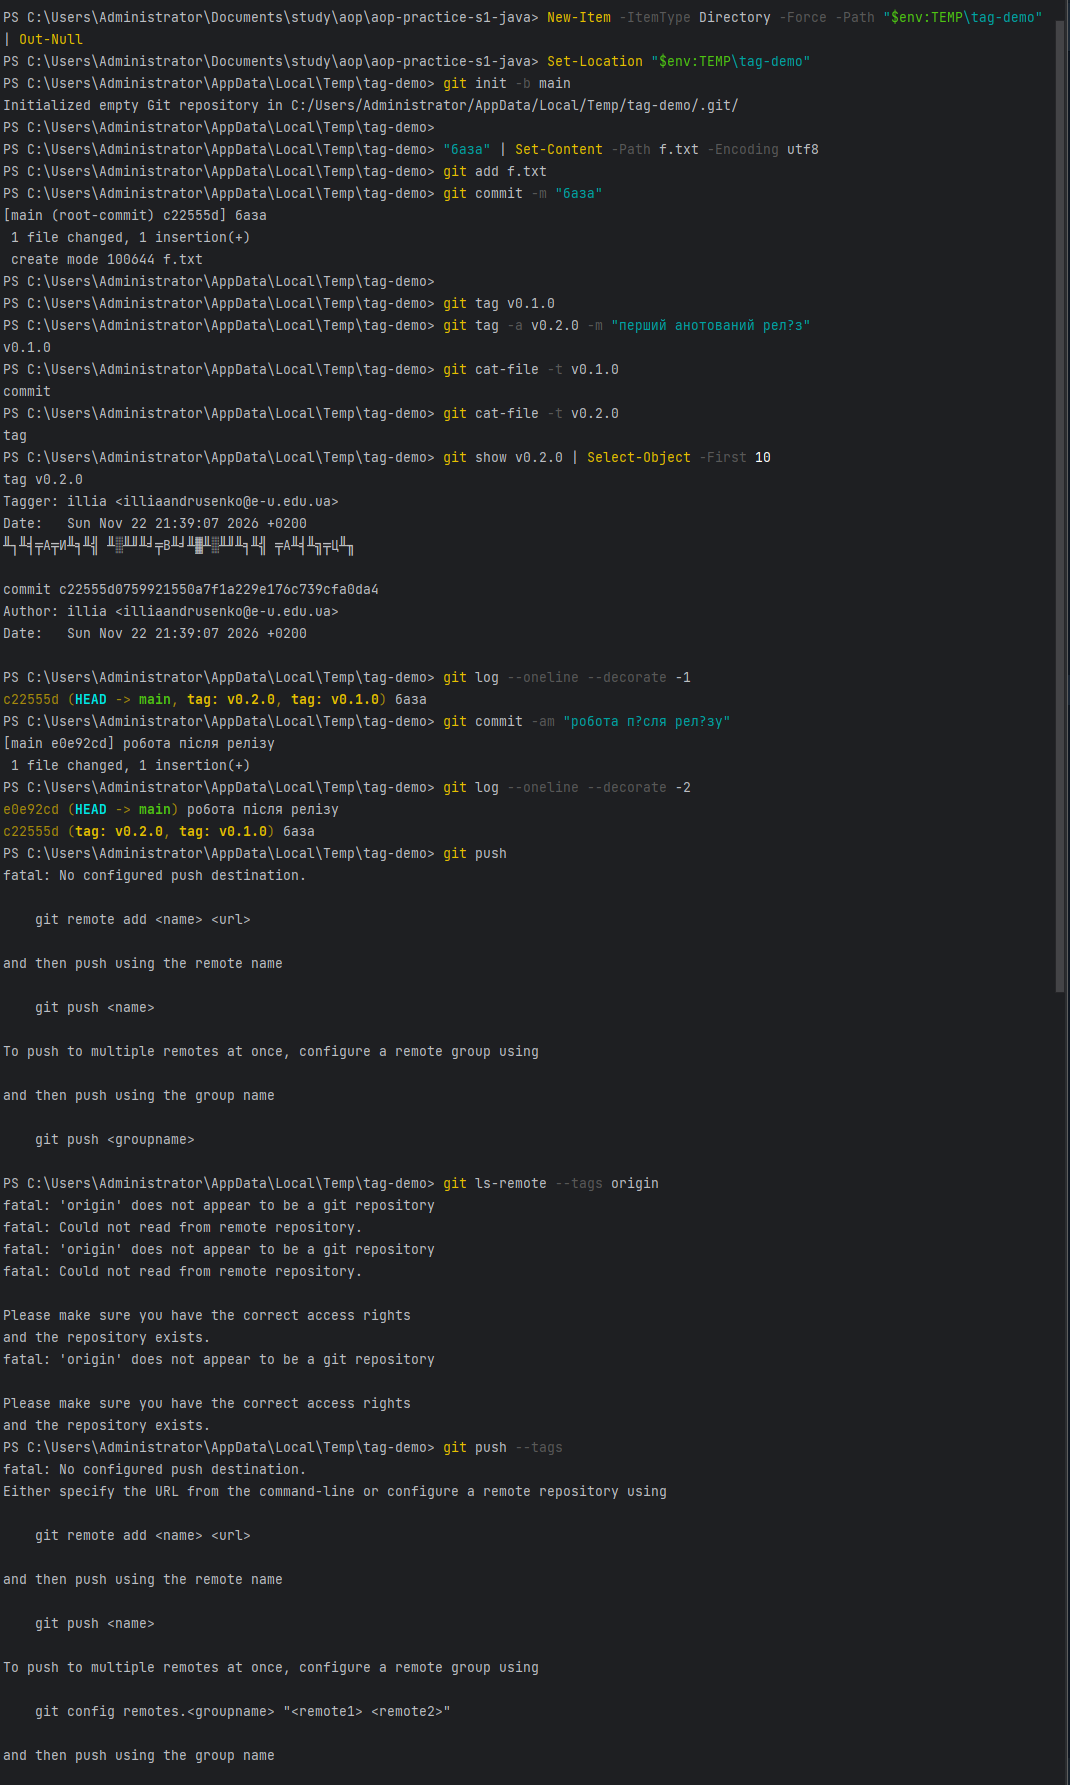 PS C:\Users\Administrator\Documents\study\aop\aop-practice-s1-java> New-Item -ItemType Directory -Force -Path "$env:TEMP\tag-demo"
| Out-Null
PS C:\Users\Administrator\Documents\study\aop\aop-practice-s1-java> Set-Location "$env:TEMP\tag-demo"
PS C:\Users\Administrator\AppData\Local\Temp\tag-demo> git init -b main
Initialized empty Git repository in C:/Users/Administrator/AppData/Local/Temp/tag-demo/.git/
PS C:\Users\Administrator\AppData\Local\Temp\tag-demo>
PS C:\Users\Administrator\AppData\Local\Temp\tag-demo> "база" | Set-Content -Path f.txt -Encoding utf8
PS C:\Users\Administrator\AppData\Local\Temp\tag-demo> git add f.txt
PS C:\Users\Administrator\AppData\Local\Temp\tag-demo> git commit -m "база"
[main (root-commit) c22555d] база
 1 file changed, 1 insertion(+)
 create mode 100644 f.txt
PS C:\Users\Administrator\AppData\Local\Temp\tag-demo>
PS C:\Users\Administrator\AppData\Local\Temp\tag-demo> git tag v0.1.0
PS C:\Users\Administrator\AppData\Local\Temp\tag-demo> git tag -a v0.2.0 -m "перший анотований рел?з"
v0.1.0
PS C:\Users\Administrator\AppData\Local\Temp\tag-demo> git cat-file -t v0.1.0
commit
PS C:\Users\Administrator\AppData\Local\Temp\tag-demo> git cat-file -t v0.2.0
tag
PS C:\Users\Administrator\AppData\Local\Temp\tag-demo> git show v0.2.0 | Select-Object -First 10
tag v0.2.0
Tagger: illia <illiaandrusenko@e-u.edu.ua>
Date:   Sun Nov 22 21:39:07 2026 +0200

commit c22555d0759921550a7f1a229e176c739cfa0da4
Author: illia <illiaandrusenko@e-u.edu.ua>
Date:   Sun Nov 22 21:39:07 2026 +0200

PS C:\Users\Administrator\AppData\Local\Temp\tag-demo> git log --oneline --decorate -1
c22555d (HEAD -> main, tag: v0.2.0, tag: v0.1.0) база
PS C:\Users\Administrator\AppData\Local\Temp\tag-demo> git commit -am "робота п?сля рел?зу"
[main e0e92cd] робота після релізу
 1 file changed, 1 insertion(+)
PS C:\Users\Administrator\AppData\Local\Temp\tag-demo> git log --oneline --decorate -2
e0e92cd (HEAD -> main) робота після релізу
c22555d (tag: v0.2.0, tag: v0.1.0) база
PS C:\Users\Administrator\AppData\Local\Temp\tag-demo> git push
fatal: No configured push destination.

    git remote add <name> <url>

and then push using the remote name

    git push <name>

To push to multiple remotes at once, configure a remote group using

and then push using the group name

    git push <groupname>

PS C:\Users\Administrator\AppData\Local\Temp\tag-demo> git ls-remote --tags origin
fatal: 'origin' does not appear to be a git repository
fatal: Could not read from remote repository.
fatal: 'origin' does not appear to be a git repository
fatal: Could not read from remote repository.

Please make sure you have the correct access rights
and the repository exists.
fatal: 'origin' does not appear to be a git repository

Please make sure you have the correct access rights
and the repository exists.
PS C:\Users\Administrator\AppData\Local\Temp\tag-demo> git push --tags
fatal: No configured push destination.
Either specify the URL from the command-line or configure a remote repository using

    git remote add <name> <url>

and then push using the remote name

    git push <name>

To push to multiple remotes at once, configure a remote group using

    git config remotes.<groupname> "<remote1> <remote2>"

and then push using the group name